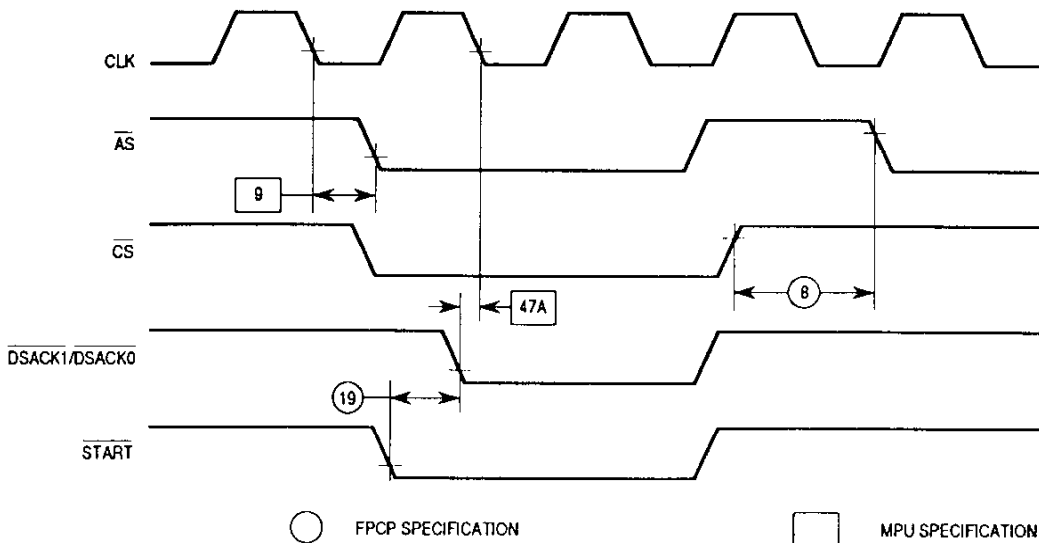 CLK
AS
9
CS
8
47A
DSACK1/DSACK0
19
START
FPCP SPECIFICATION
MPU SPECIFICATION